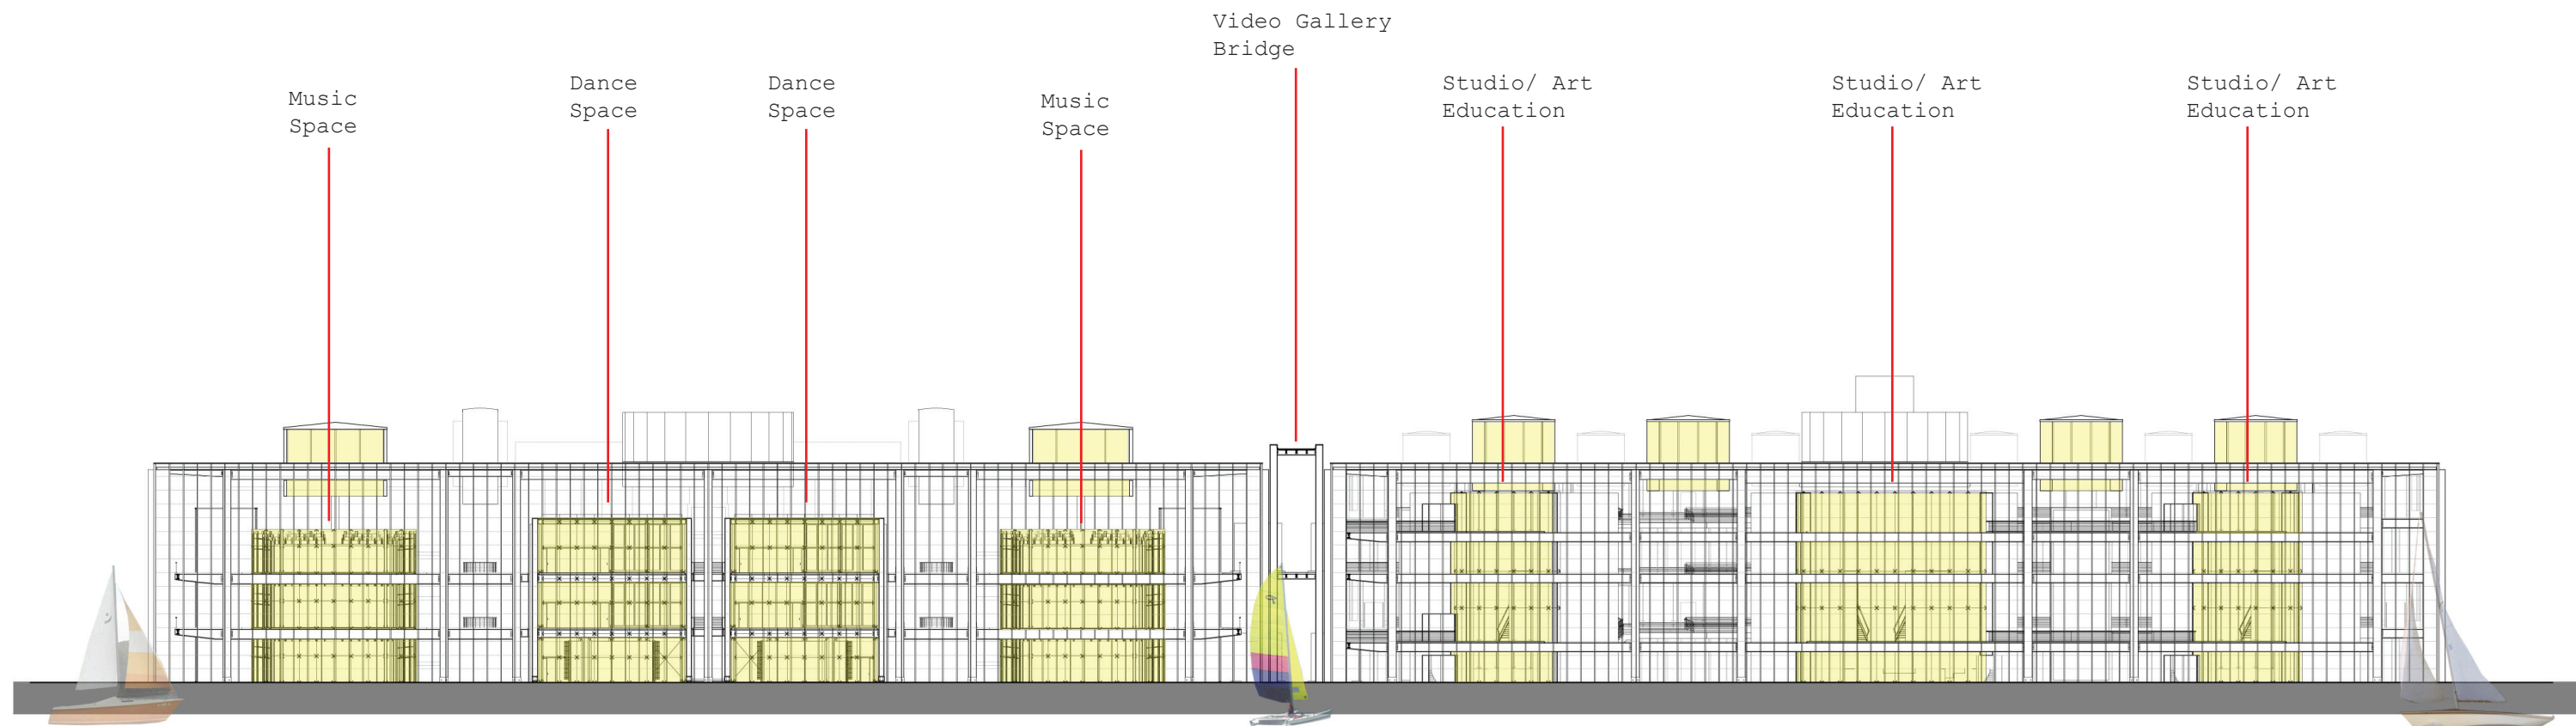 Video Gallery
Bridge
Music
Space
Dance
Space
Dance
Space
Music
Space
Studio/ Art
Education
Studio/ Art
Education
Studio/ Art
Education